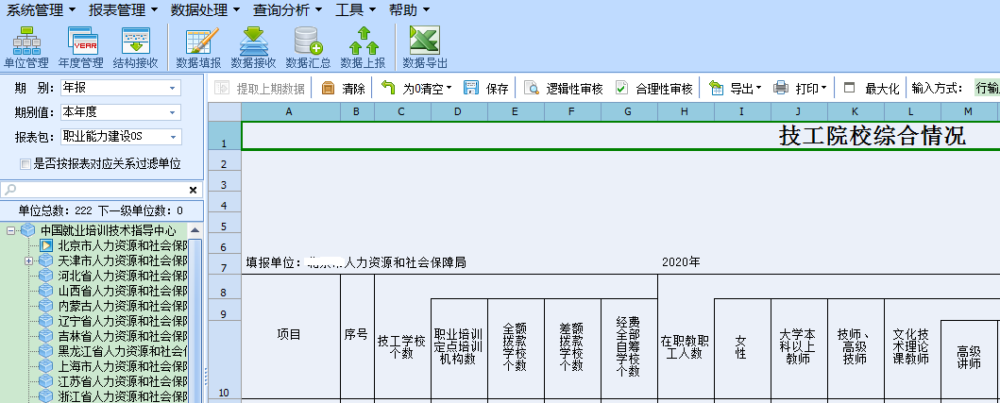 系统管理 报表管理 数据处理 查询分析 工具 帮助
YEAR
单位管理 年度管理 结构接收 数据填报 数据接收 数据汇总 数据上报 数据导出
期 别: 年报
期别值: 本年度
报表包: 职业能力建设OS
是否按报表对应关系过滤单位
单位总数: 222 下一级单位数: 0
中国就业培训技术指导中心
北京市人力资源和社会保
天津市人力资源和社会保
河北省人力资源和社会保
山西省人力资源和社会保
内蒙古人力资源和社会保
辽宁省人力资源和社会保
吉林省人力资源和社会保
黑龙江省人力资源和社会
上海市人力资源和社会保
江苏省人力资源和社会保
浙江省人力资源和社会保
提取上期数据 清除 为0清空 保存 逻辑性审核 合理性审核 导出 打印 最大化 输入方式: 行输
A B C D E F G H I J K L M
1 技工院校综合情况
2
3
4
5
6
7 填报单位: 人力资源和社会保障局 2020年
8
9
10
项目
序号
技工学校
个数
职业培训
定点培训
机构数
全额
拨款
学校
个数
差额
拨款
学校
个数
经费
全部
自筹
学校
个数
在职教职
工人数
女
性
大学本
科以上
教师
技师、
高级
技师
文化技
术理论
课教师
高级
讲师